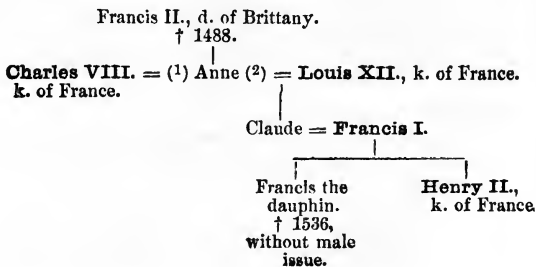 Francis II., d. of Brittany.
† 1488.
Charles VIII. = (1) Anne (2) = Louis XII., k. of France.
k. of France.
Claude = Francis I.
Francis the
dauphin.
† 1536,
without male
issue.
Henry II.,
k. of France.